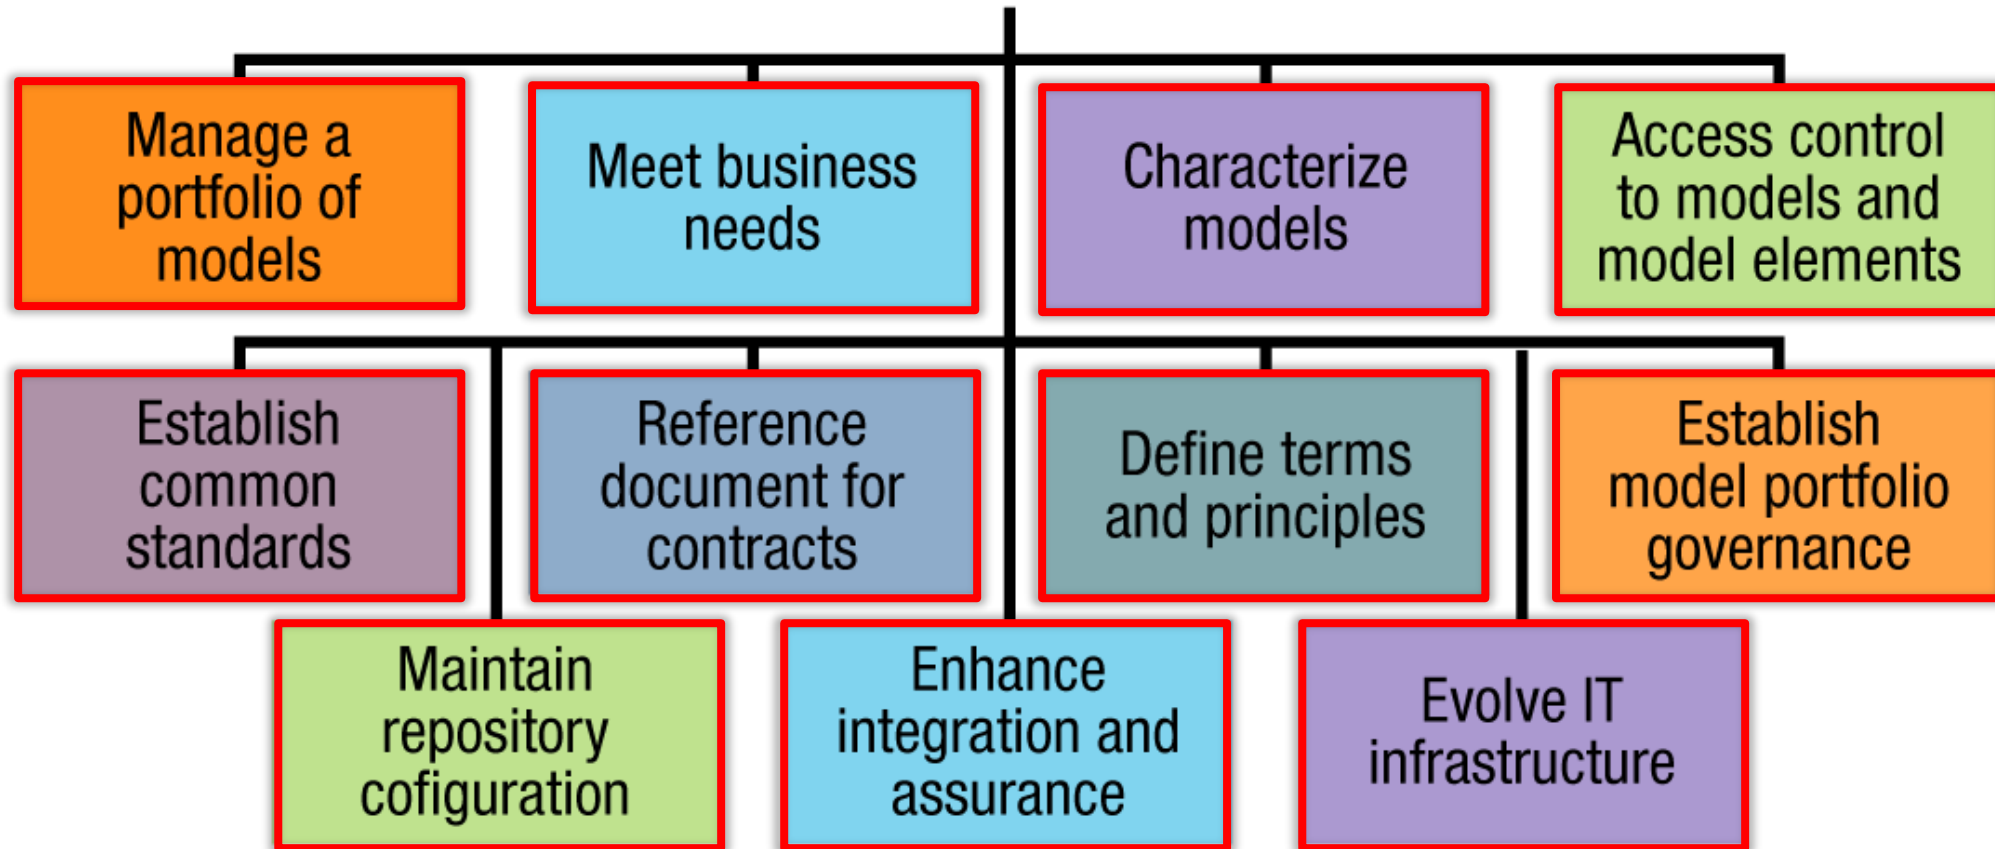 Manage a
portfolio of
models
Meet business
needs
Characterize
models
Access control
to models and
model elements
Establish
common
standards
Reference
document for
contracts
Define terms
and principles
Establish
model portfolio
governance
Maintain
repository
cofiguration
Enhance
integration and
assurance
Evolve IT
infrastructure